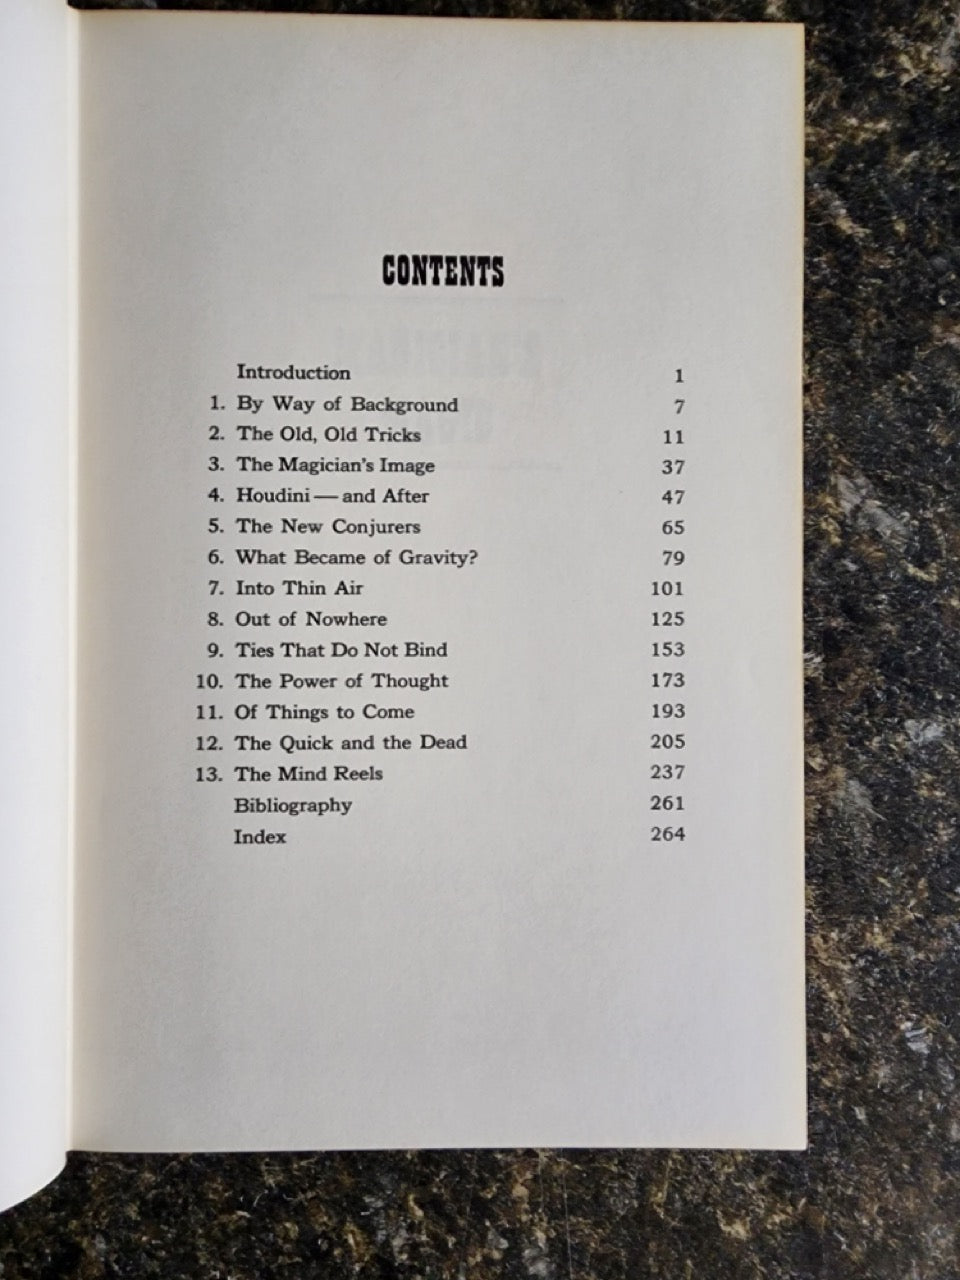 CONTENTS
Introduction 1
1. By Way of Background 7
2. The Old, Old Tricks 11
3. The Magician's Image 37
4. Houdini — and After 47
5. The New Conjurers 65
6. What Became of Gravity? 79
7. Into Thin Air 101
8. Out of Nowhere 125
9. Ties That Do Not Bind 153
10. The Power of Thought 173
11. Of Things to Come 193
12. The Quick and the Dead 205
13. The Mind Reels 237
Bibliography 261
Index 264